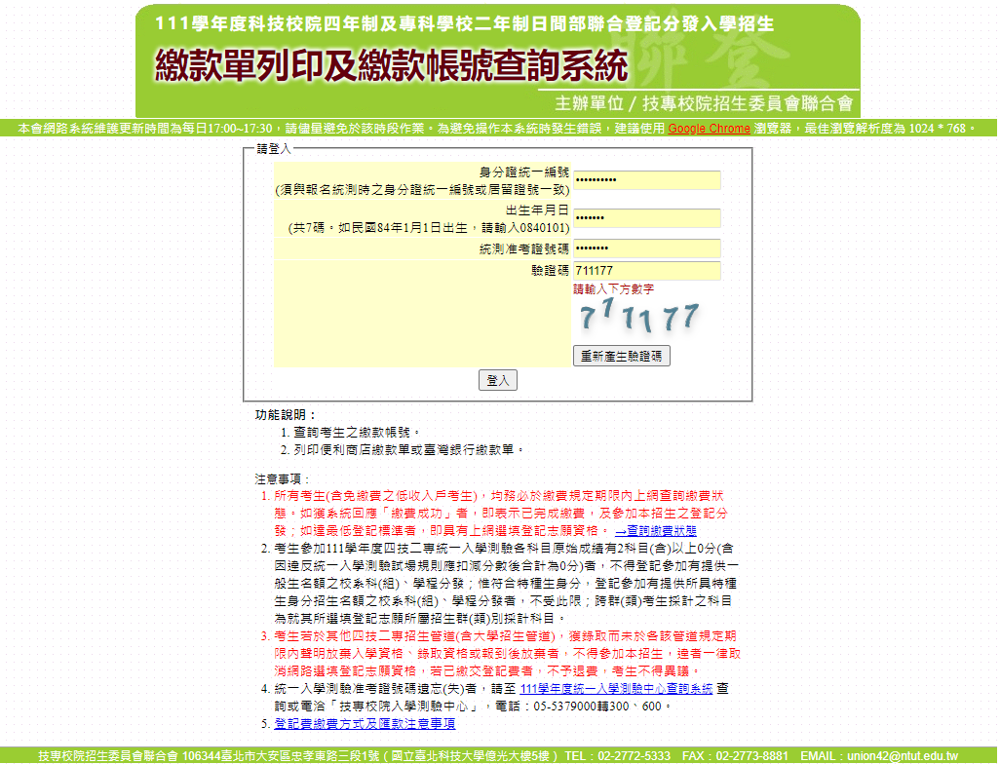 111學年度科技校院四年制及專科學校二年制日間部聯合登記分發入學招生
繳款單列印及繳款帳號查詢系統
聯登
主辦單位 / 技專校院招生委員會聯合會
本會網路系統維護更新時間為每日17:00~17:30，請儘量避免於該時段作業。為避免操作本系統時發生錯誤，建議使用 Google Chrome 瀏覽器，最佳瀏覽解析度為 1024 * 768。
請登入
身分證統一編號
(須與報名統測時之身分證統一編號或居留證號一致)
••••••••••
出生年月日
(共7碼。如民國84年1月1日出生，請輸入0840101)
•••••••
統測准考證號碼
••••••••
驗證碼
711177
請輸入下方數字
711177
重新產生驗證碼
登入
功能說明：
1. 查詢考生之繳款帳號。
2. 列印便利商店繳款單或臺灣銀行繳款單。
注意事項：
1. 所有考生(含免繳費之低收入戶考生)，均務必於繳費規定期限內上網查詢繳費狀
態。如獲系統回應「繳費成功」者，即表示已完成繳費，及參加本招生之登記分
發；如達最低登記標準者，即具有上網選填登記志願資格。 →查詢繳費狀態
2. 考生參加111學年度四技二專統一入學測驗各科目原始成績有2科目(含)以上0分(含
因違反統一入學測驗試場規則應扣減分數後合計為0分)者，不得登記參加有提供一
般生名額之校系科(組)、學程分發；惟符合特種生身分，登記參加有提供所具特種
生身分招生名額之校系科(組)、學程分發者，不受此限；跨群(類)考生採計之科目
為就其所選填登記志願所屬招生群(類)別採計科目。
3. 考生若於其他四技二專招生管道(含大學招生管道)，獲錄取而未於各該管道規定期
限內聲明放棄入學資格、錄取資格或報到後放棄者，不得參加本招生，違者一律取
消網路選填登記志願資格，若已繳交登記費者，不予退費，考生不得異議。
4. 統一入學測驗准考證號碼遺忘(失)者，請至 111學年度統一入學測驗中心查詢系統 查
詢或電洽「技專校院入學測驗中心」，電話：05-5379000轉300、600。
5. 登記費繳費方式及匯款注意事項
技專校院招生委員會聯合會 106344臺北市大安區忠孝東路三段1號（國立臺北科技大學億光大樓5樓） TEL：02-2772-5333 FAX：02-2773-8881 EMAIL：union42@ntut.edu.tw